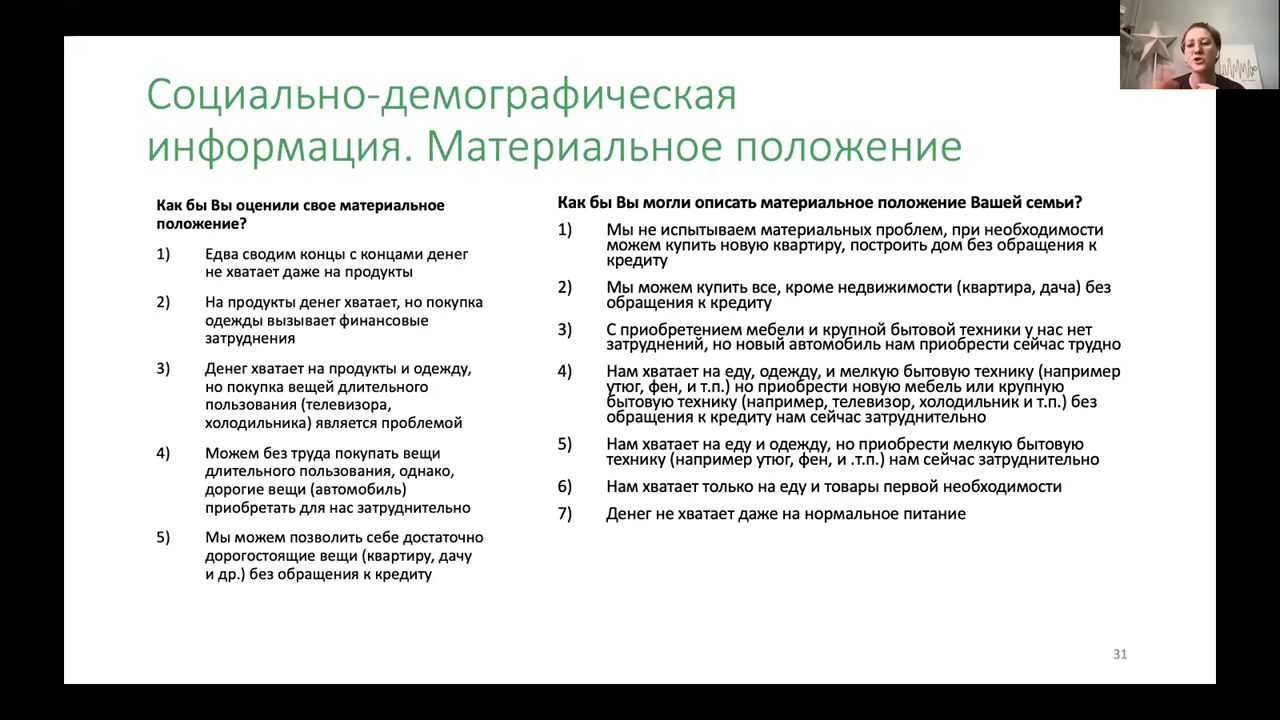 Социально-демографическая
информация. Материальное положение
Как бы Вы оценили свое материальное
положение?
1) Едва сводим концы с концами денег
не хватает даже на продукты
2) На продукты денег хватает, но покупка
одежды вызывает финансовые
затруднения
3) Денег хватает на продукты и одежду,
но покупка вещей длительного
пользования (телевизора,
холодильника) является проблемой
4) Можем без труда покупать вещи
длительного пользования, однако,
дорогие вещи (автомобиль)
приобретать для нас затруднительно
5) Мы можем позволить себе достаточно
дорогостоящие вещи (квартиру, дачу
и др.) без обращения к кредиту
Как бы Вы могли описать материальное положение Вашей семьи?
1) Мы не испытываем материальных проблем, при необходимости
можем купить новую квартиру, построить дом без обращения к
кредиту
2) Мы можем купить все, кроме недвижимости (квартира, дача) без
обращения к кредиту
3) С приобретением мебели и крупной бытовой техники у нас нет
затруднений, но новый автомобиль нам приобрести сейчас трудно
4) Нам хватает на еду, одежду, и мелкую бытовую технику (например
утюг, фен, и т.п.) но приобрести новую мебель или крупную
бытовую технику (например, телевизор, холодильник и т.п.) без
обращения к кредиту нам сейчас затруднительно
5) Нам хватает на еду и одежду, но приобрести мелкую бытовую
технику (например утюг, фен, и .т.п.) нам сейчас затруднительно
6) Нам хватает только на еду и товары первой необходимости
7) Денег не хватает даже на нормальное питание
31